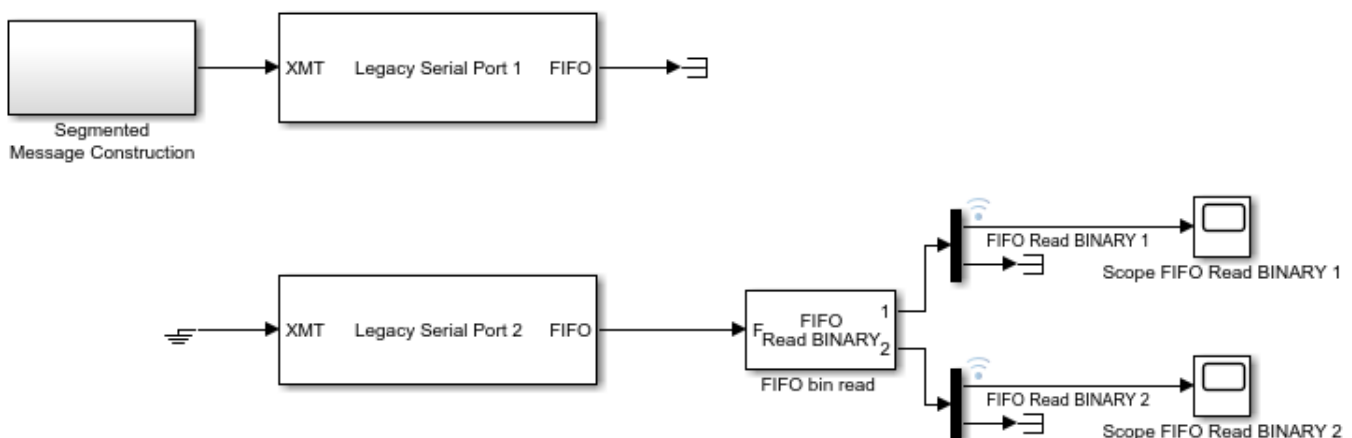 XMT Legacy Serial Port 1 FIFO
Segmented
Message Construction
FIFO Read BINARY 1
Scope FIFO Read BINARY 1
XMT Legacy Serial Port 2 FIFO
F
FIFO
Read BINARY
1
2
FIFO bin read
FIFO Read BINARY 2
Scope FIFO Read BINARY 2